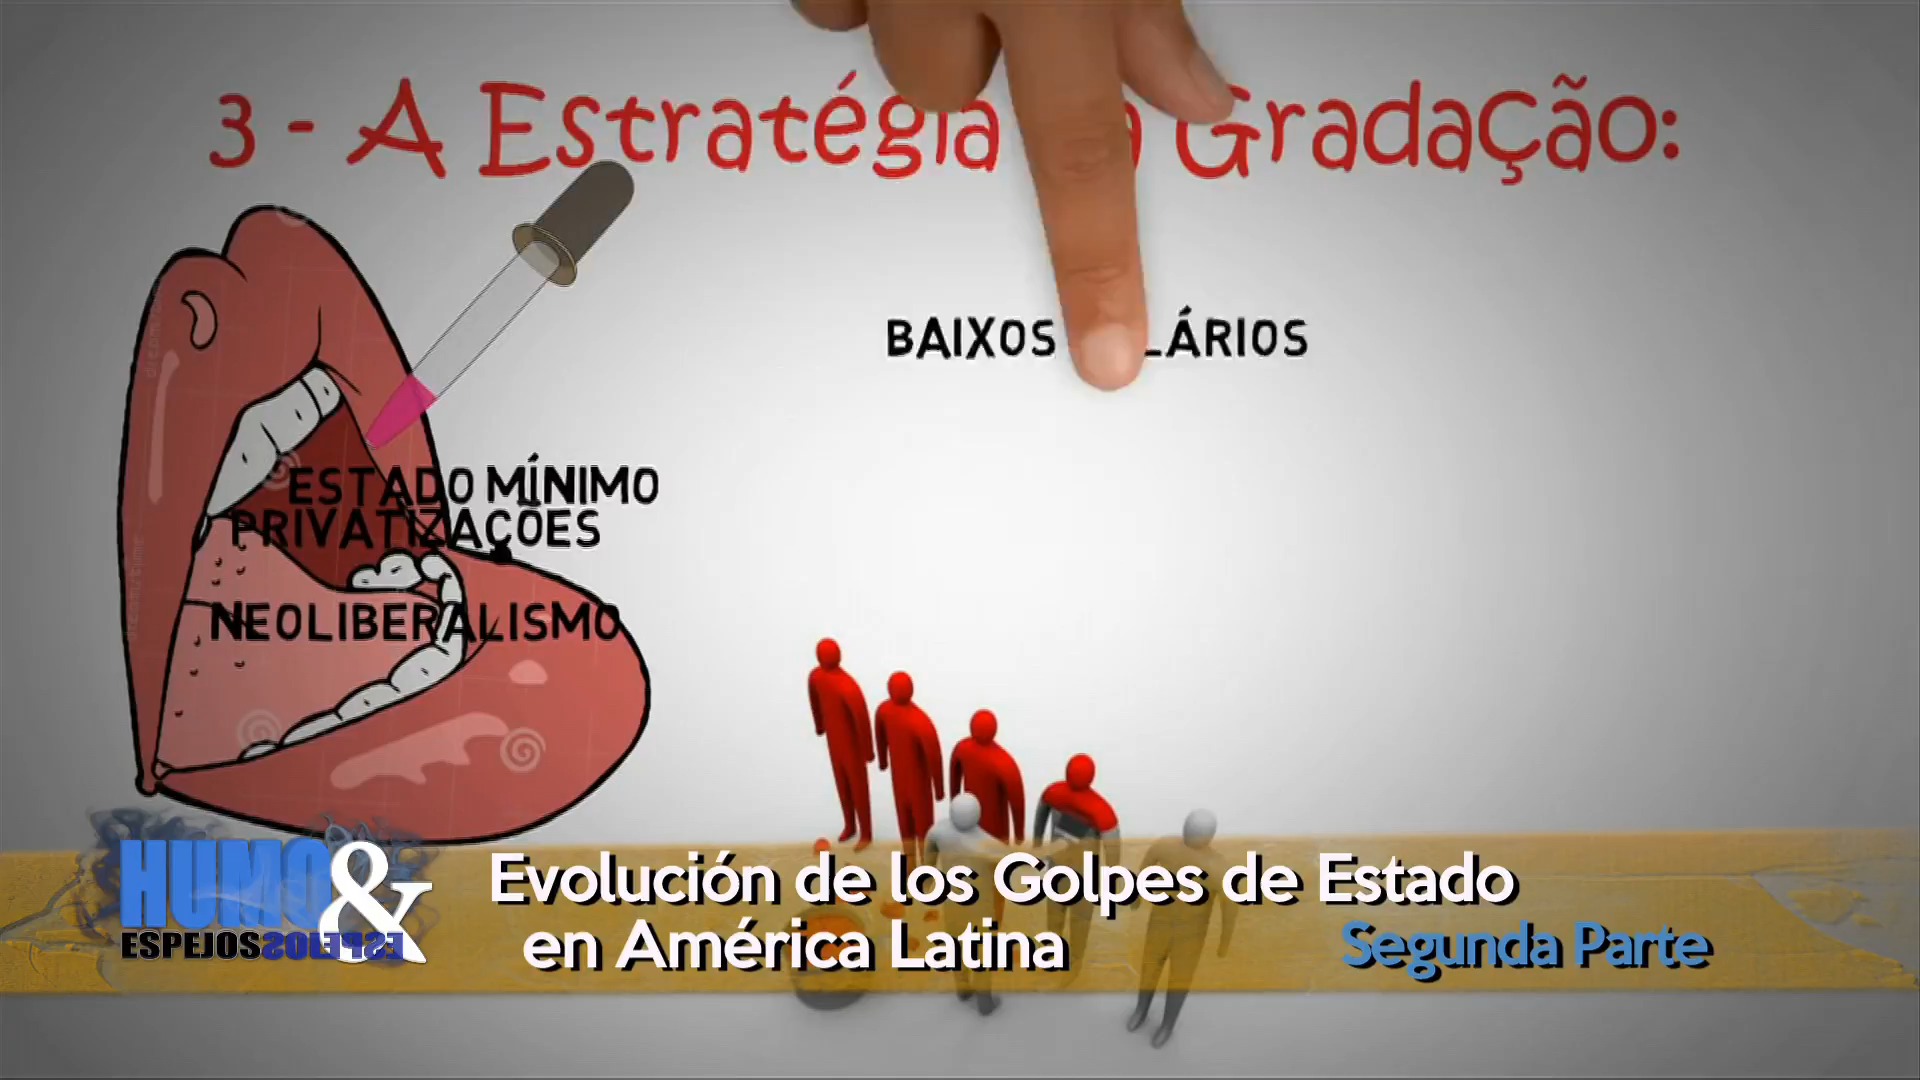 3 - A Estratégia Gradação:
BAIXOS
ESTADO MÍNIMO
PRIVATIZAÇÕES
NEOLIBERALISMO
HUMO &
ESPEJOS
Evolución de los Golpes de Estado
en América Latina
Segunda Parte